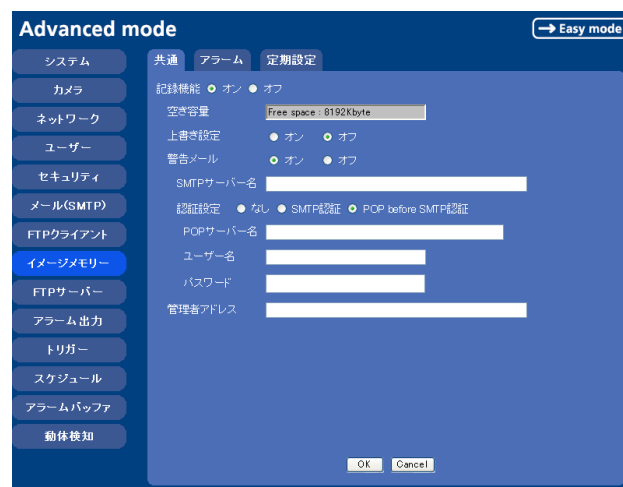 Advanced mode
→ Easy mode
システム
カメラ
ネットワーク
ユーザー
セキュリティ
メール(SMTP)
FTPクライアント
イメージメモリー
FTPサーバー
アラーム出力
トリガー
スケジュール
アラームバッファ
動体検知
共通 アラーム 定期設定
記録機能 オン オフ
空き容量 Free space : 8192Kbyte
上書き設定 オン オフ
警告メール オン オフ
SMTPサーバー名
認証設定 なし SMTP認証 POP before SMTP認証
POPサーバー名
ユーザー名
パスワード
管理者アドレス
OK Cancel